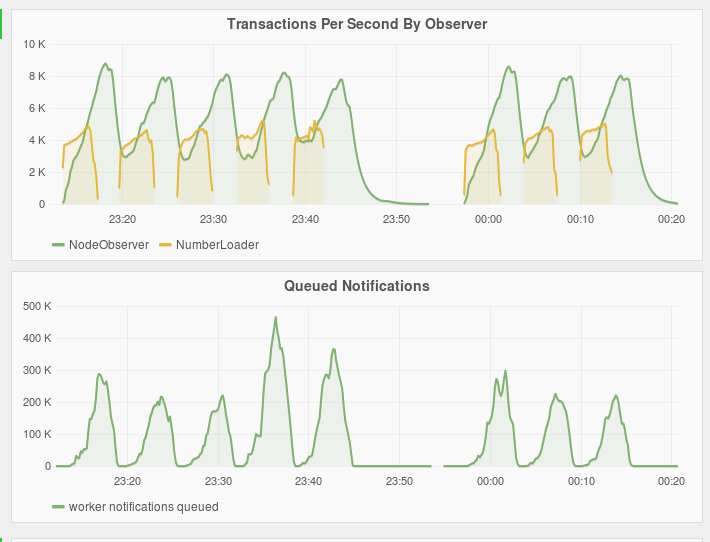 Transactions Per Second By Observer
10 K
8 K
6 K
4 K
2 K
0
23:20 23:30 23:40 23:50 00:00 00:10 00:20
NodeObserver NumberLoader
Queued Notifications
500 K
400 K
300 K
200 K
100 K
0
23:20 23:30 23:40 23:50 00:00 00:10 00:20
worker notifications queued